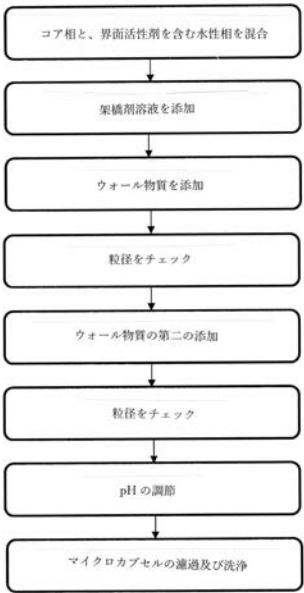 コア相と、界面活性剤を含む水性相を混合
架橋剤溶液を添加
ウォール物質を添加
粒径をチェック
ウォール物質の第二の添加
粒径をチェック
pH の調節
マイクロカプセルの濾過及び洗浄